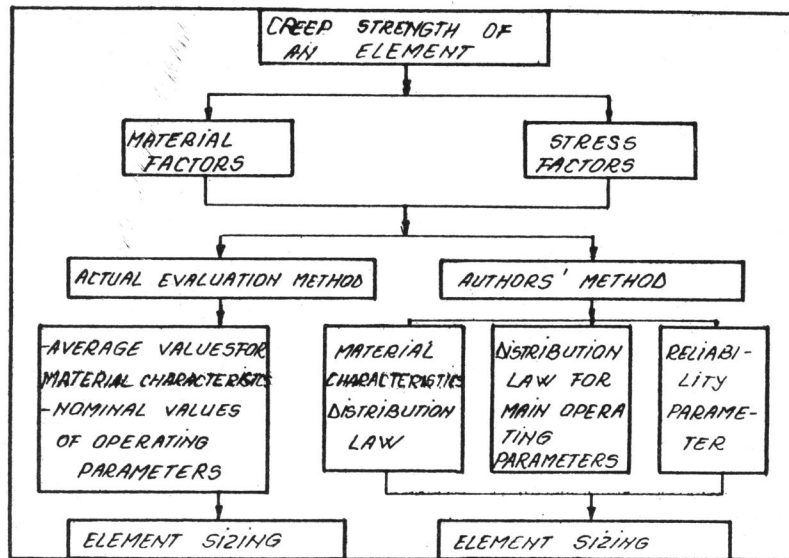 CREEP STRENGTH OF
AN ELEMENT
MATERIAL
FACTORS
STRESS
FACTORS
ACTUAL EVALUATION METHOD
AUTHORS' METHOD
-AVERAGE VALUES FOR
MATERIAL CHARACTERISTICS
-NOMINAL VALUES
OF OPERATING
PARAMETERS
MATERIAL
CHARACTERISTICS
DISTRIBUTION
LAW
DISTRIBUTION
LAW FOR
MAIN OPERA
TING
PARAMETERS
RELIABI-
LITY
PARAME-
TER
ELEMENT SIZING
ELEMENT SIZING